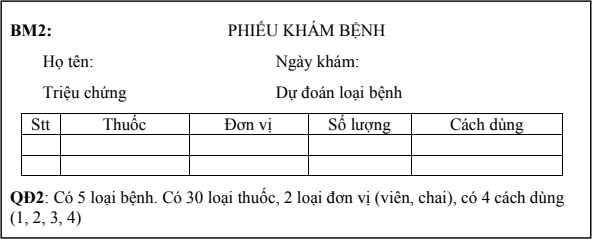 BM2: PHIẾU KHÁM BỆNH
Họ tên: Ngày khám:
Triệu chứng Dự đoán loại bệnh
Stt Thuốc Đơn vị Số lượng Cách dùng
QĐ2: Có 5 loại bệnh. Có 30 loại thuốc, 2 loại đơn vị (viên, chai), có 4 cách dùng
(1, 2, 3, 4)